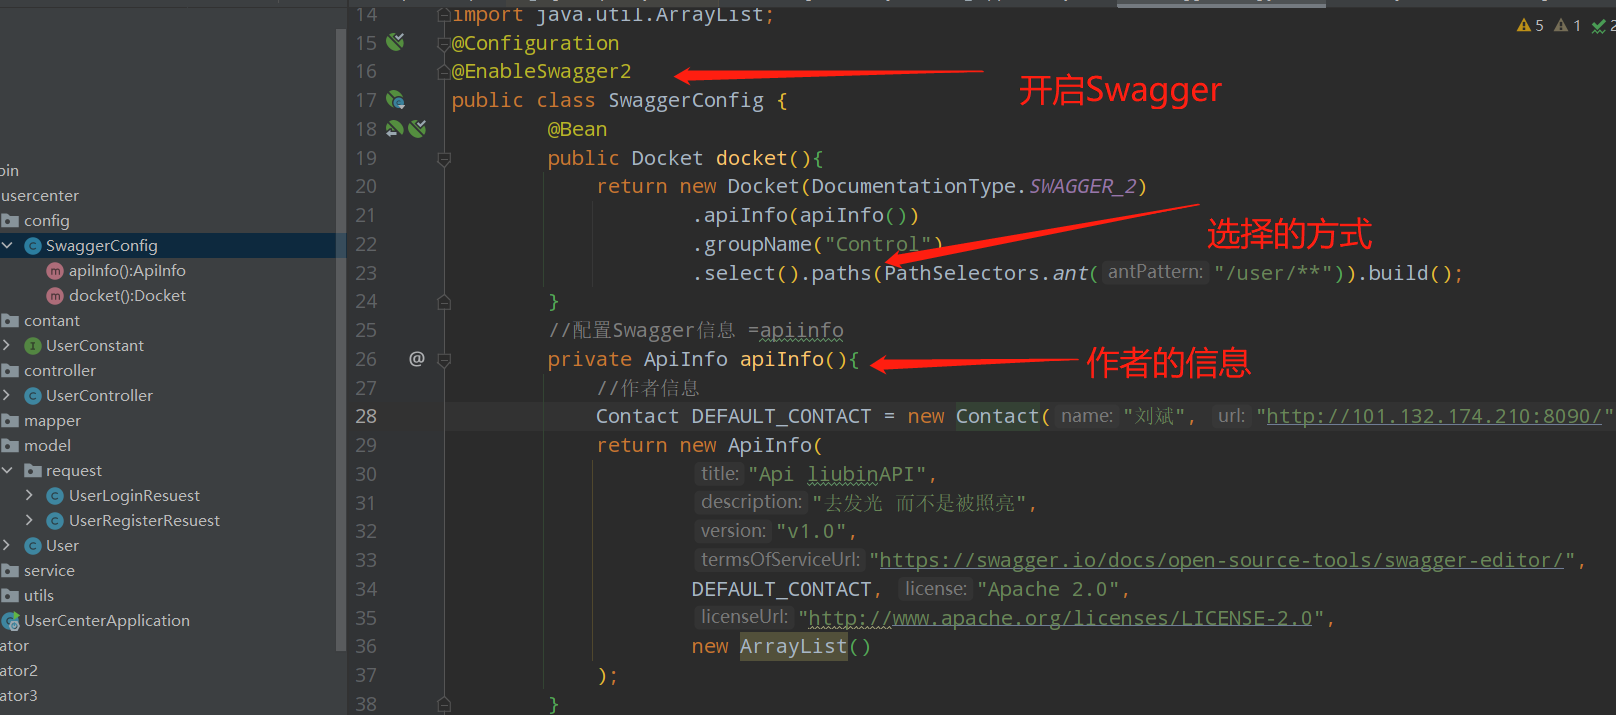 14 import java.util.ArrayList;
15 @Configuration
16 @EnableSwagger2
17 public class SwaggerConfig {
18 @Bean
19 public Docket docket(){
20 return new Docket(DocumentationType.SWAGGER_2)
21 .apiInfo(apiInfo())
22 .groupName("Control")
23 .select().paths(PathSelectors.ant( antPattern: "/user/**")).build();
24 }
25 //配置Swagger信息 =apiinfo
26 @ private ApiInfo apiInfo(){
27 //作者信息
28 Contact DEFAULT_CONTACT = new Contact( name: "刘斌", url: "http://101.132.174.210:8090/"
29 return new ApiInfo(
30 title: "Api liubinAPI",
31 description: "去发光 而不是被照亮",
32 version: "v1.0",
33 termsOfServiceUrl: "https://swagger.io/docs/open-source-tools/swagger-editor/",
34 DEFAULT_CONTACT, license: "Apache 2.0",
35 licenseUrl: "http://www.apache.org/licenses/LICENSE-2.0",
36 new ArrayList()
37 );
38 }
开启Swagger
选择的方式
作者的信息
5 1 2
usercenter
config
SwaggerConfig
apiInfo():ApiInfo
docket():Docket
contant
UserConstant
controller
UserController
mapper
model
request
UserLoginResuest
UserRegisterResuest
User
service
utils
UserCenterApplication
ator
ator2
ator3